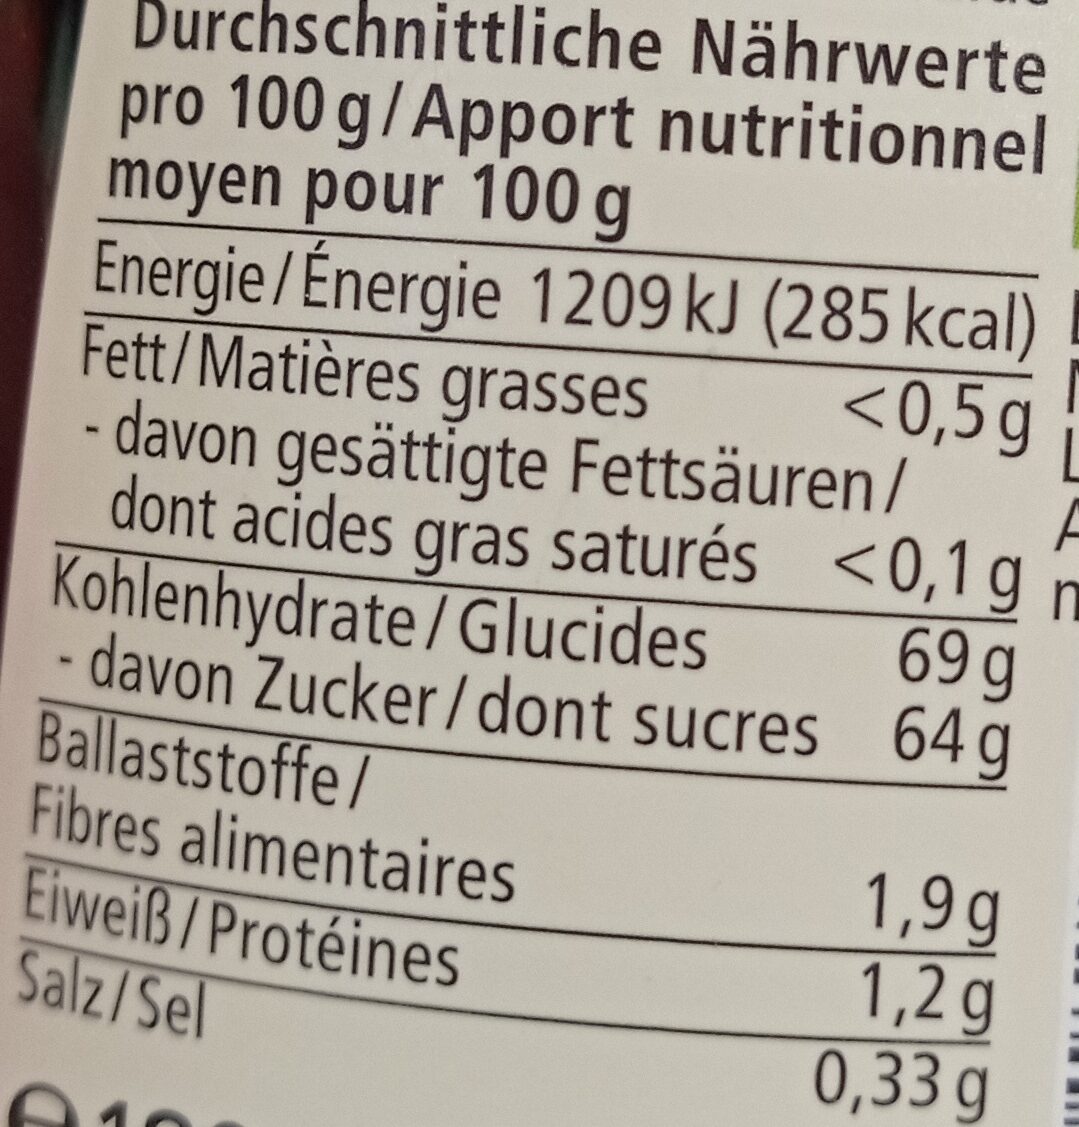 Durchschnittliche Nährwerte
pro 100 g/Apport nutritionnel
moyen pour 100 g
Energie/Énergie 1209 kJ (285 kcal)
Fett/Matières grasses <0,5 g
- davon gesättigte Fettsäuren/
dont acides gras saturés <0,1 g
Kohlenhydrate/Glucides 69 g
- davon Zucker/dont sucres 64 g
Ballaststoffe/
Fibres alimentaires 1,9 g
Eiweiß/Protéines 1,2 g
Salz/Sel 0,33 g